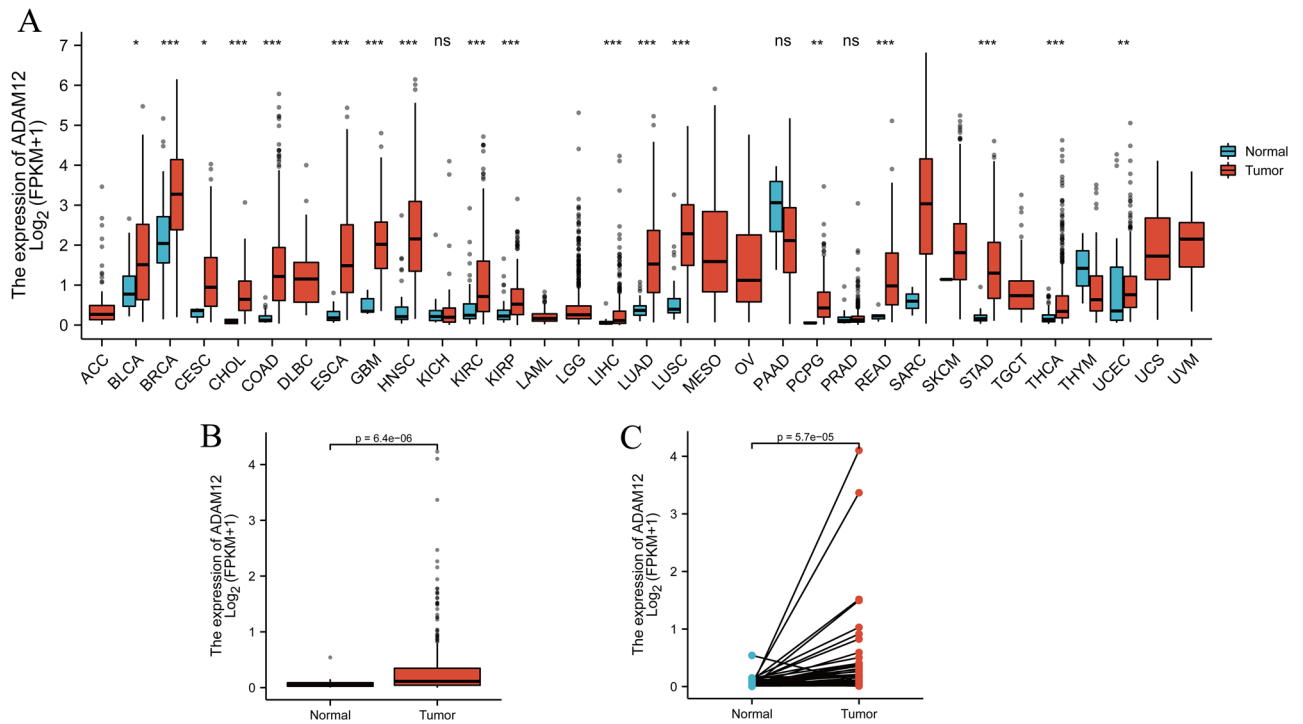 A
The expression of ADAM12
Log2 (FPKM+1)
7
6
5
4
3
2
1
0
* *** * *** *** *** *** *** ns *** *** *** *** *** ns ** ns *** *** *** **
Normal
Tumor
ACC BLCA BRCA CESC CHOL COAD DLBC ESCA GBM HNSC KICH KIRC KIRP LAML LGG LIHC LUAD LUSC MESO OV PAAD PCPG PRAD READ SARC SKCM STAD TGCT THCA THYM UCEC UCS UVM
B
The expression of ADAM12
Log2 (FPKM+1)
p = 6.4e−06
4
3
2
1
0
Normal Tumor
C
The expression of ADAM12
Log2 (FPKM+1)
p = 5.7e−05
4
3
2
1
0
Normal Tumor